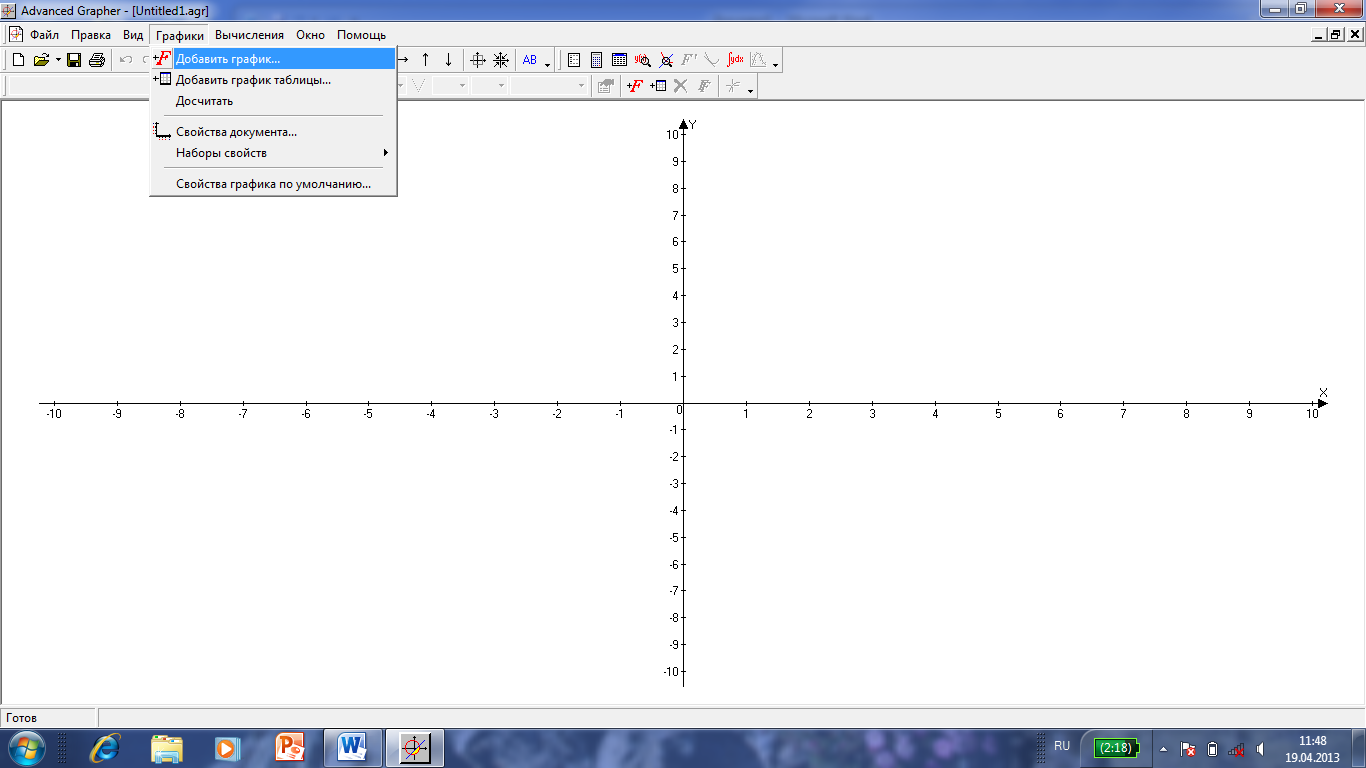 Advanced Grapher - [Untitled1.agr]
Файл Правка Вид Графики Вычисления Окно Помощь
+F Добавить график...
Добавить график таблицы...
Досчитать
Свойства документа...
Наборы свойств
Свойства графика по умолчанию...
AB
F'
∫ydx
+F
F
Y
10
9
8
7
6
5
4
3
2
1
X
-10 -9 -8 -7 -6 -5 -4 -3 -2 -1 0 1 2 3 4 5 6 7 8 9 10
-1
-2
-3
-4
-5
-6
-7
-8
-9
-10
Готов
RU
(2:18)
11:48
19.04.2013